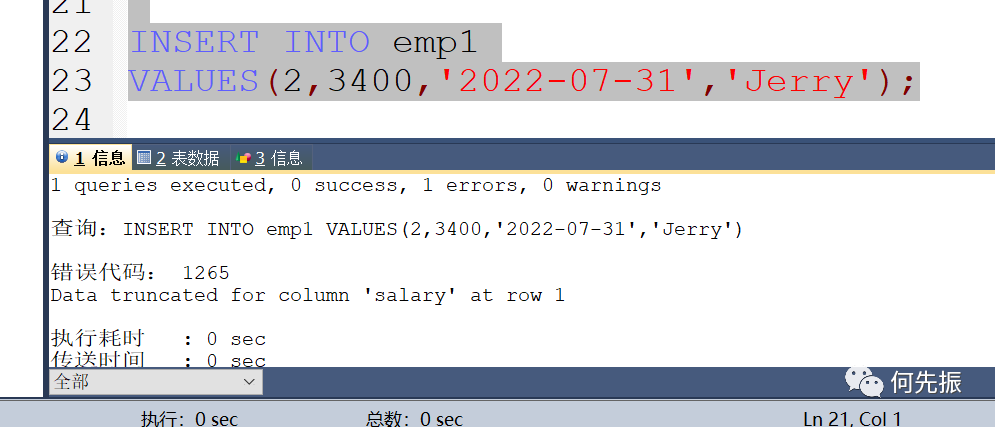 21
22 INSERT INTO emp1
23 VALUES(2,3400,'2022-07-31','Jerry');
24
1 信息 2 表数据 3 信息
1 queries executed, 0 success, 1 errors, 0 warnings
查询：INSERT INTO emp1 VALUES(2,3400,'2022-07-31','Jerry')
错误代码： 1265
Data truncated for column 'salary' at row 1
执行耗时 : 0 sec
传送时间 : 0 sec
全部
何先振
执行：0 sec 总数：0 sec Ln 21, Col 1